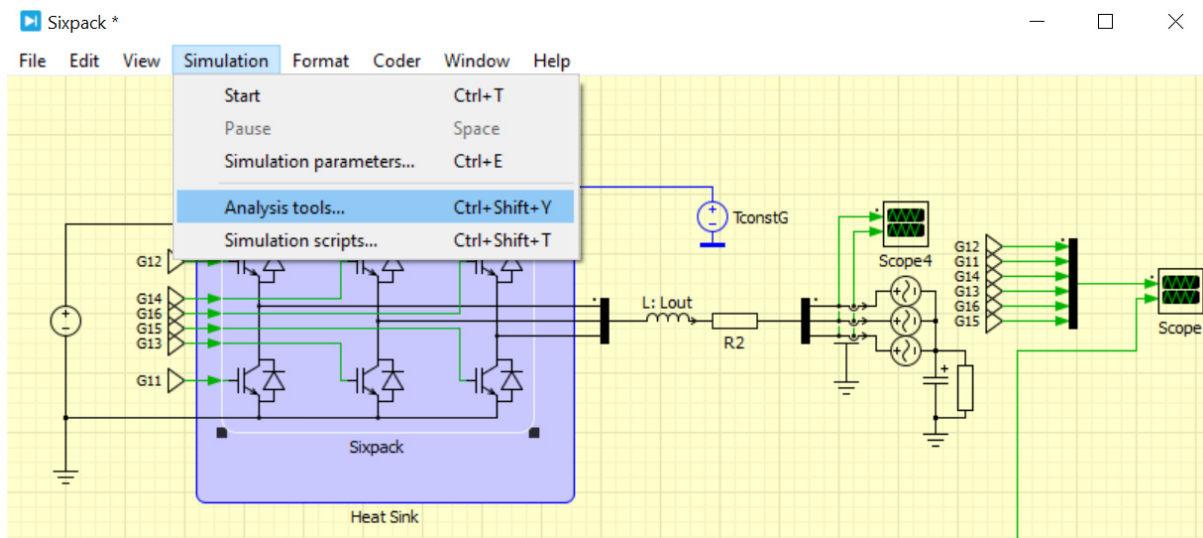 Sixpack *
File Edit View Simulation Format Coder Window Help
Start Ctrl+T
Pause Space
Simulation parameters... Ctrl+E
Analysis tools... Ctrl+Shift+Y
Simulation scripts... Ctrl+Shift+T
TconstG
G12
G14
G16
G15
G13
G11
Sixpack
Heat Sink
L: Lout
R2
Scope4
G12
G11
G14
G13
G16
G15
Scope